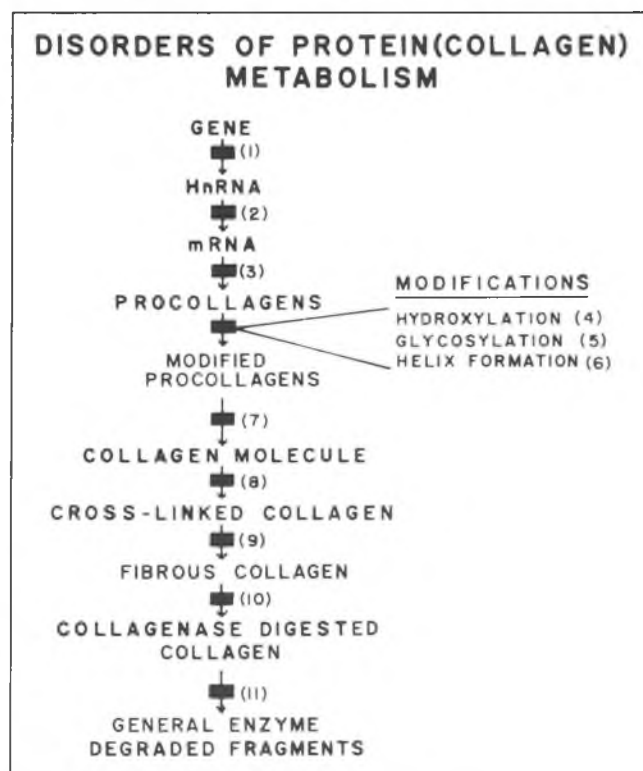 DISORDERS OF PROTEIN(COLLAGEN)
METABOLISM
GENE
(1)
HnRNA
(2)
mRNA
(3)
PROCOLLAGENS
MODIFICATIONS
HYDROXYLATION (4)
GLYCOSYLATION (5)
HELIX FORMATION (6)
MODIFIED
PROCOLLAGENS
(7)
COLLAGEN MOLECULE
(8)
CROSS-LINKED COLLAGEN
(9)
FIBROUS COLLAGEN
(10)
COLLAGENASE DIGESTED
COLLAGEN
(11)
GENERAL ENZYME
DEGRADED FRAGMENTS